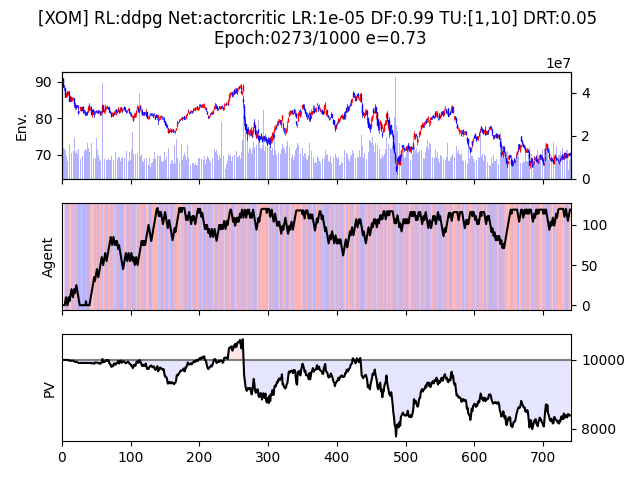 [XOM] RL:ddpg Net:actorcritic LR:1e-05 DF:0.99 TU:[1,10] DRT:0.05
Epoch:0273/1000 e=0.73
1e7
90
80
70
Env.
4
2
0
Agent
100
50
0
PV
10000
8000
0 100 200 300 400 500 600 700